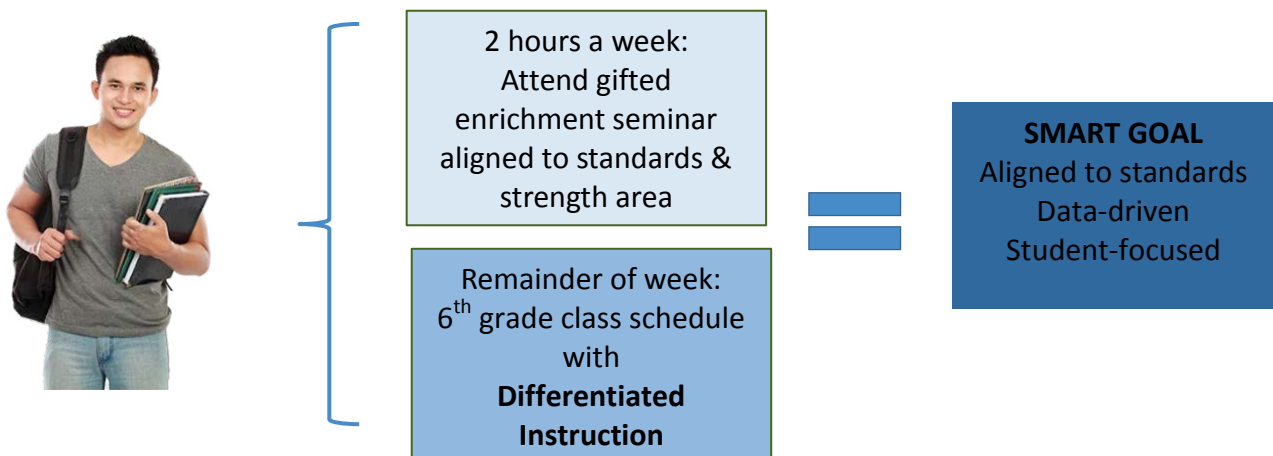 2 hours a week:
Attend gifted
enrichment seminar
aligned to standards &
strength area
Remainder of week:
6th grade class schedule
with
Differentiated
Instruction
SMART GOAL
Aligned to standards
Data-driven
Student-focused